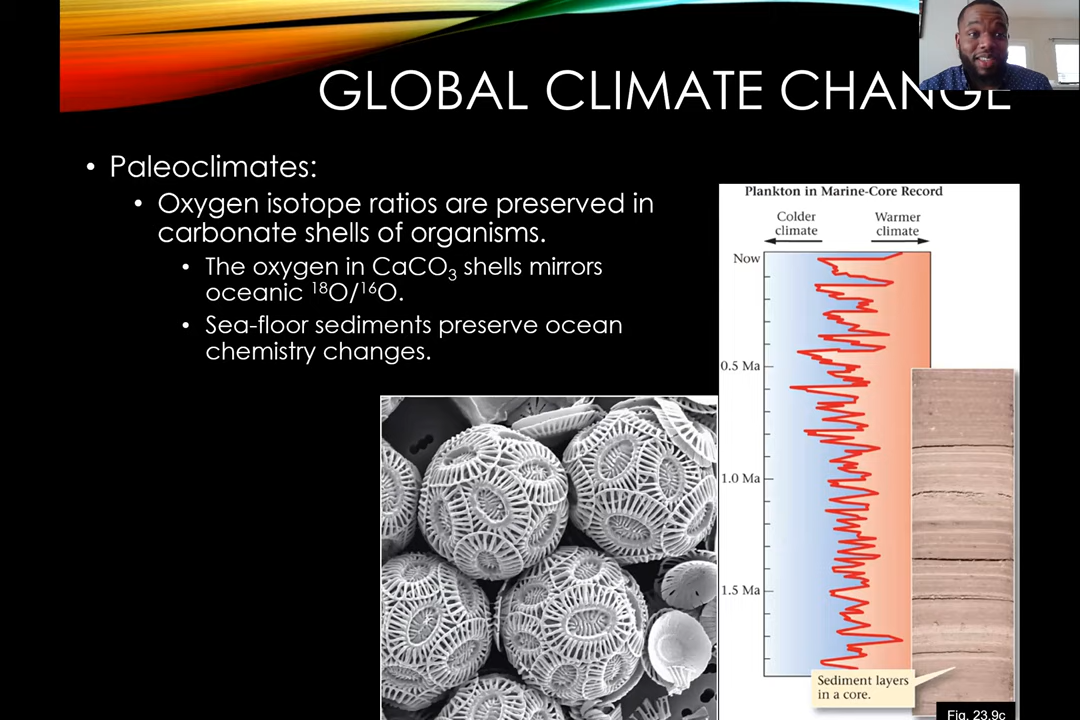 GLOBAL CLIMATE CHANGE
• Paleoclimates:
• Oxygen isotope ratios are preserved in
carbonate shells of organisms.
• The oxygen in CaCO₃ shells mirrors
oceanic ¹⁸O/¹⁶O.
• Sea-floor sediments preserve ocean
chemistry changes.
Plankton in Marine-Core Record
Colder
climate
Warmer
climate
Now
0.5 Ma
1.0 Ma
1.5 Ma
Sediment layers
in a core.
Fig. 23.9c